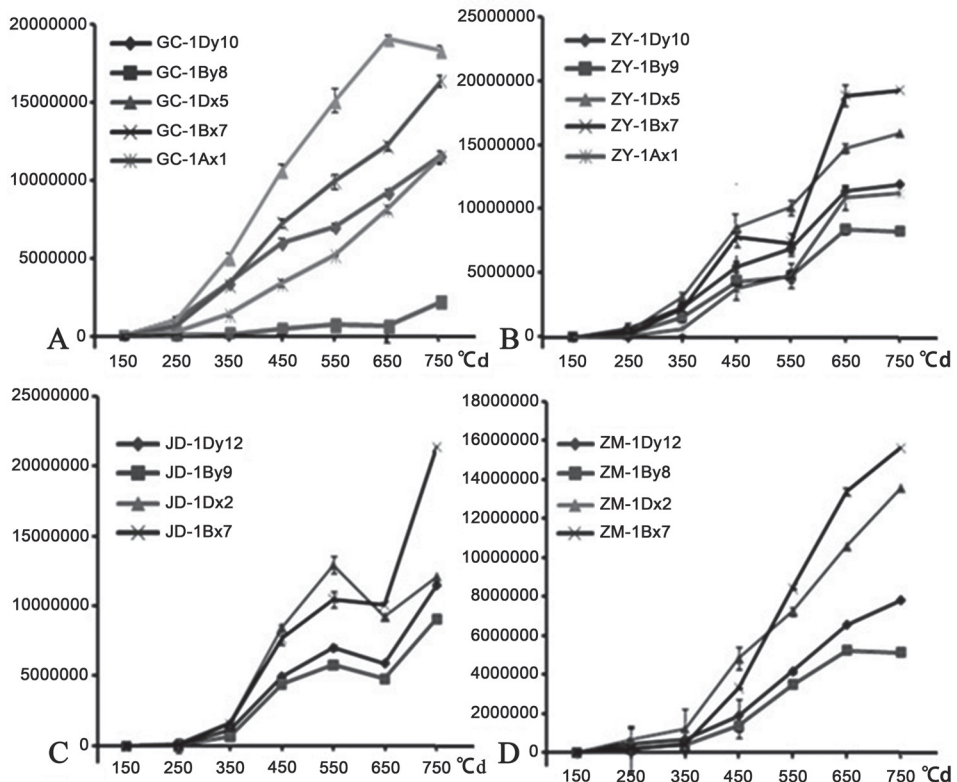 20000000
15000000
10000000
5000000
0
GC-1Dy10
GC-1By8
GC-1Dx5
GC-1Bx7
GC-1Ax1
A
150 250 350 450 550 650 750 ℃d
25000000
20000000
15000000
10000000
5000000
0
ZY-1Dy10
ZY-1By9
ZY-1Dx5
ZY-1Bx7
ZY-1Ax1
B
150 250 350 450 550 650 750 ℃d
25000000
20000000
15000000
10000000
5000000
0
JD-1Dy12
JD-1By9
JD-1Dx2
JD-1Bx7
C
150 250 350 450 550 650 750 ℃d
18000000
16000000
14000000
12000000
10000000
8000000
6000000
4000000
2000000
0
ZM-1Dy12
ZM-1By8
ZM-1Dx2
ZM-1Bx7
D
150 250 350 450 550 650 750 ℃d